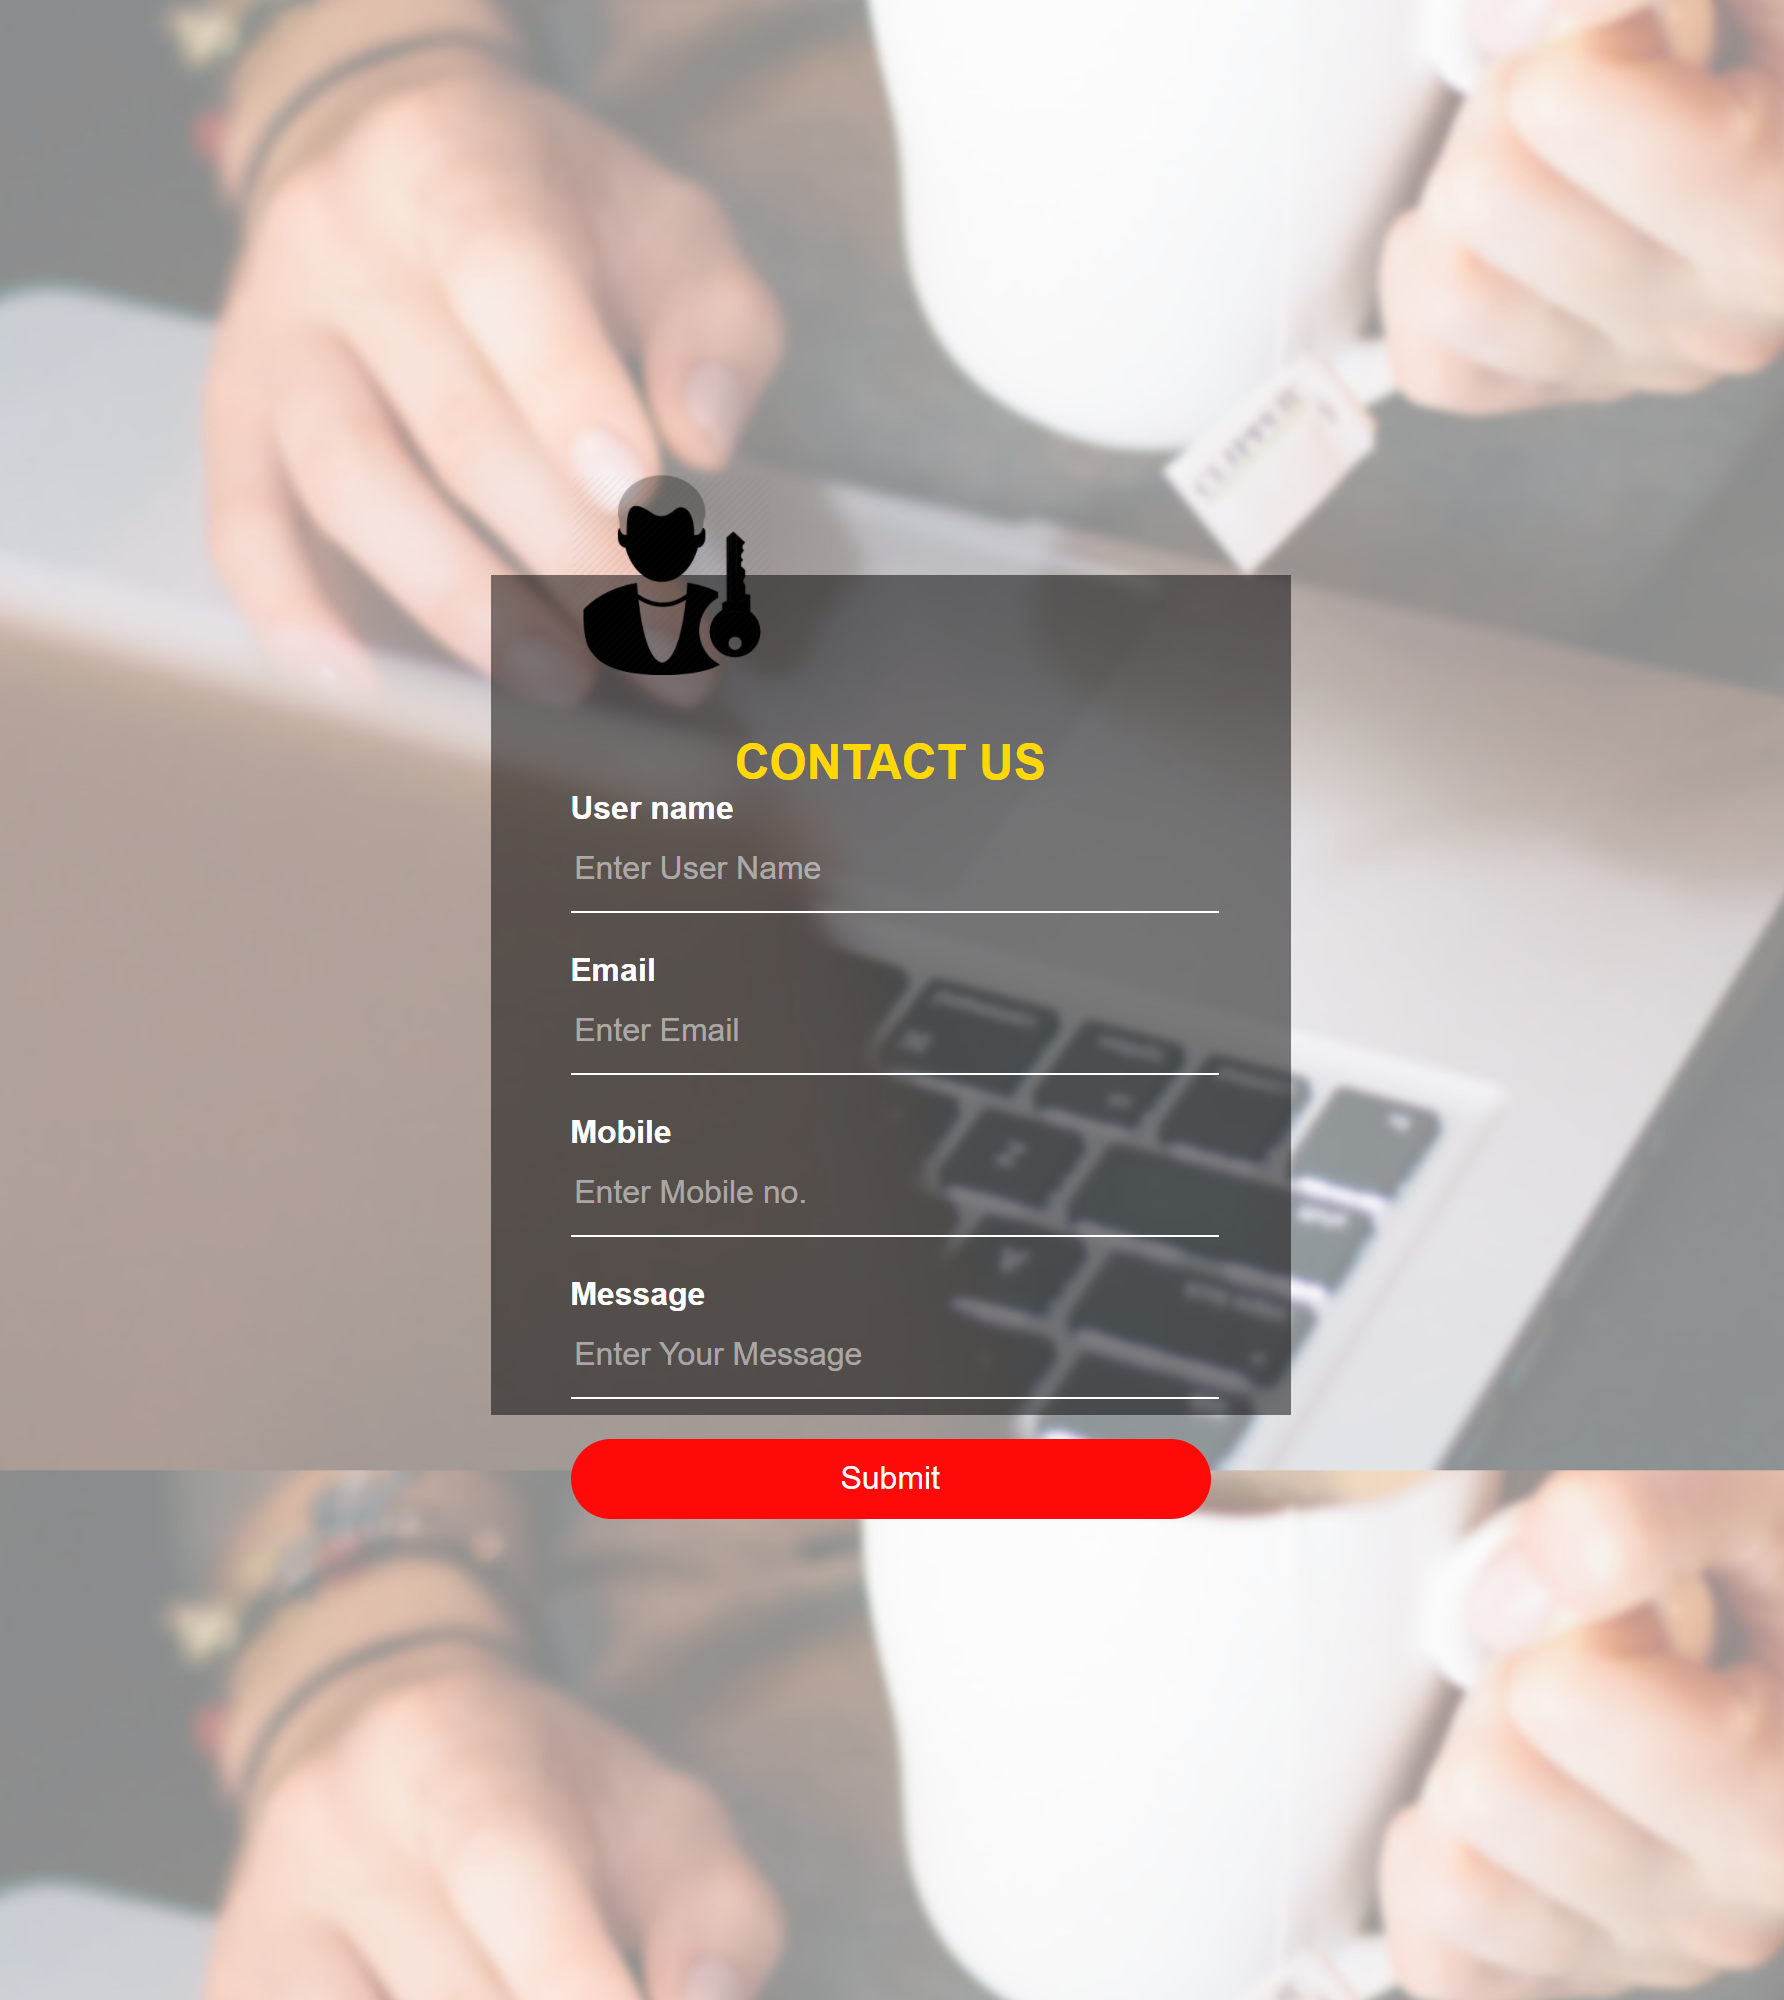 CONTACT US
User name
Enter User Name
Email
Enter Email
Mobile
Enter Mobile no.
Message
Enter Your Message
Submit